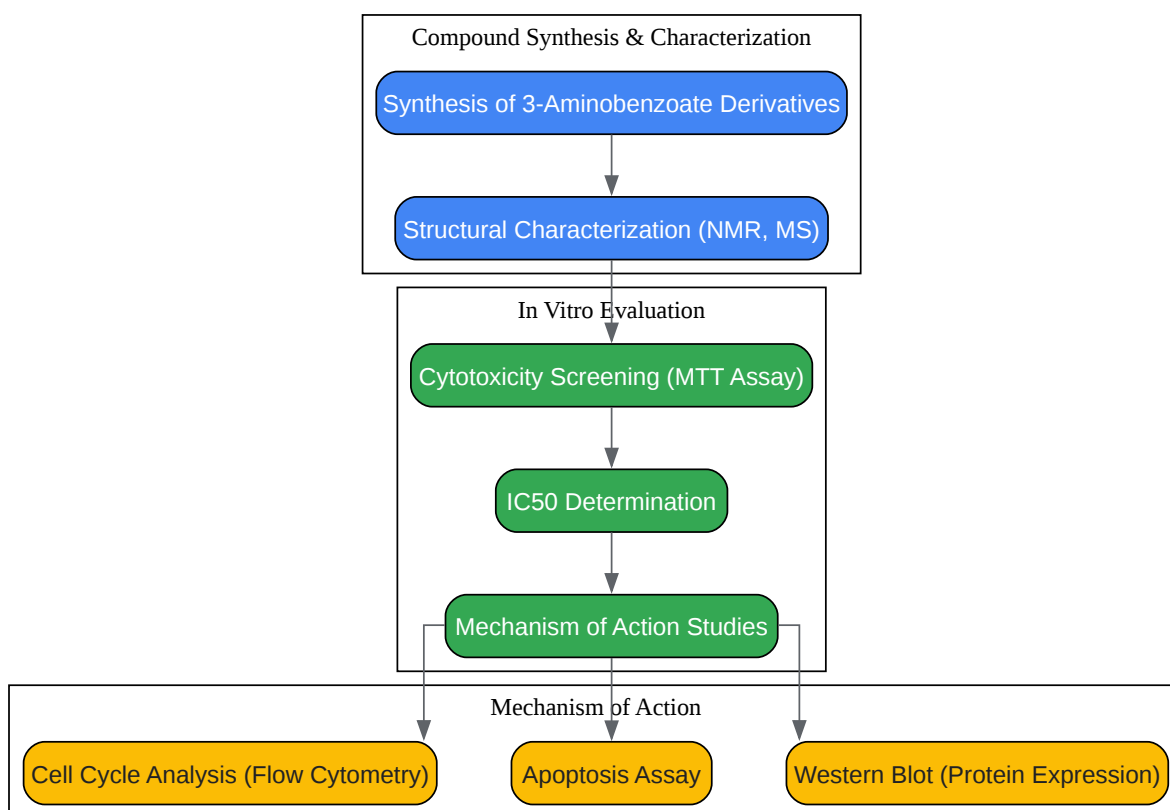 Compound Synthesis & Characterization
Synthesis of 3-Aminobenzoate Derivatives
Structural Characterization (NMR, MS)
In Vitro Evaluation
Cytotoxicity Screening (MTT Assay)
IC50 Determination
Mechanism of Action Studies
Mechanism of Action
Cell Cycle Analysis (Flow Cytometry)
Apoptosis Assay
Western Blot (Protein Expression)